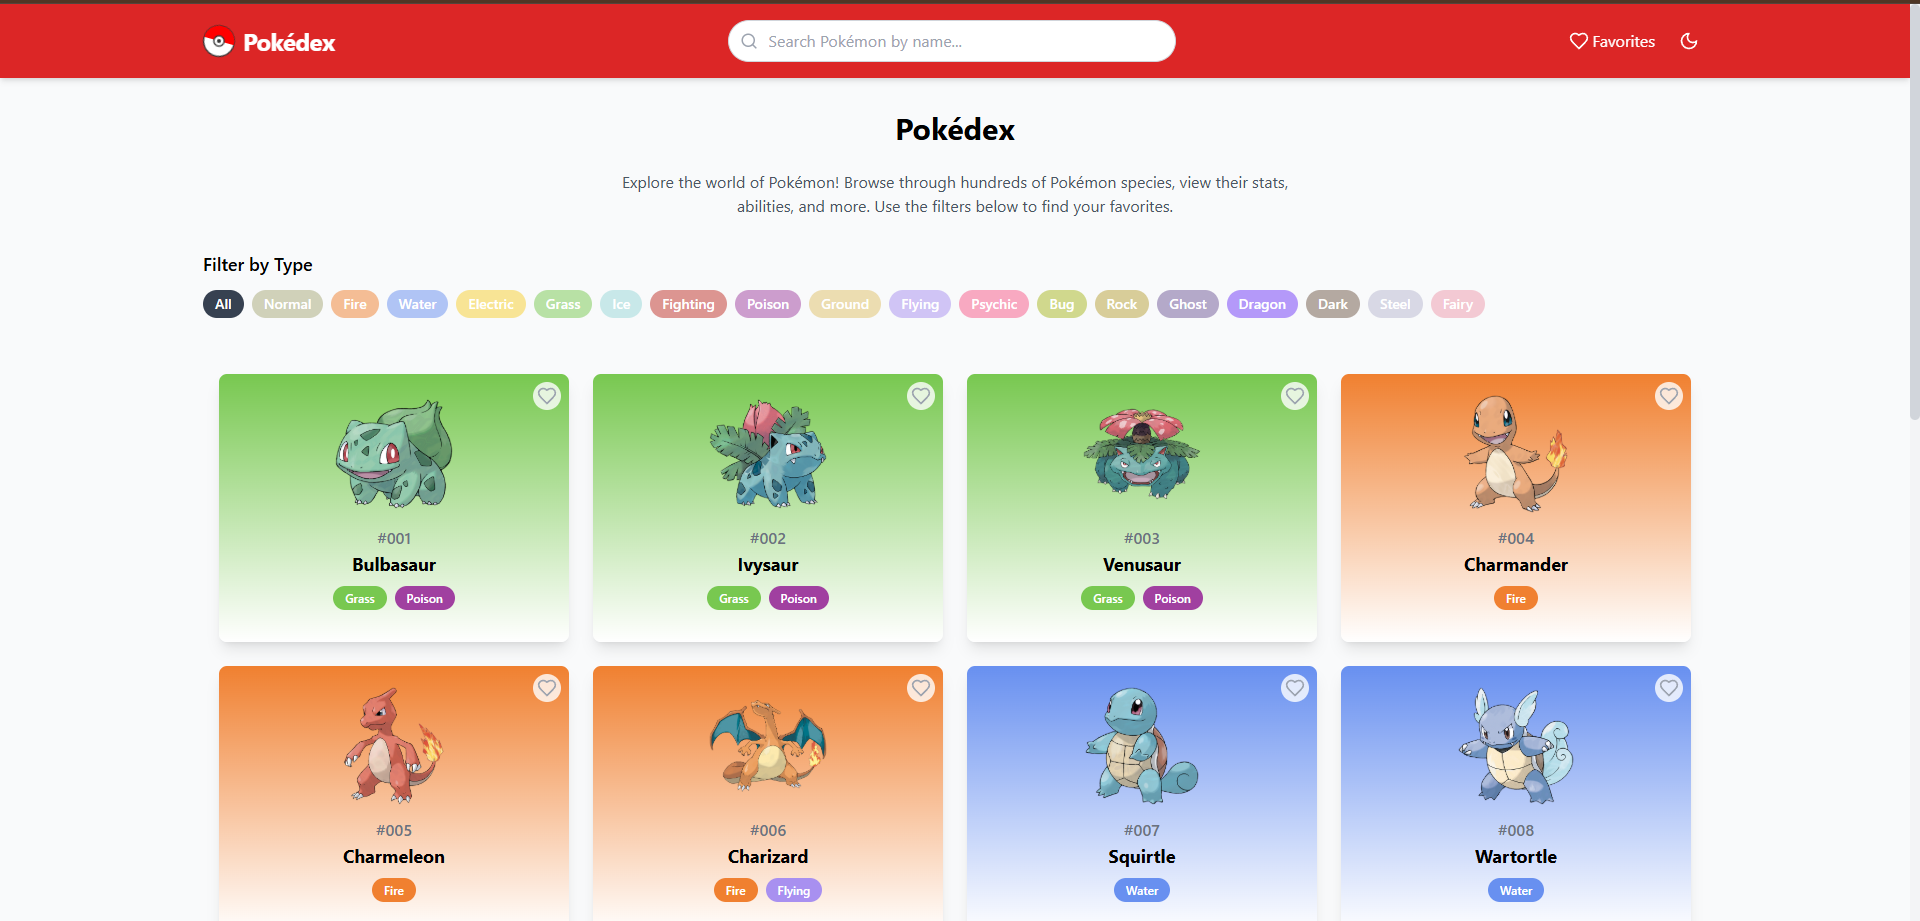 Pokédex
Search Pokémon by name...
Favorites
Pokédex
Explore the world of Pokémon! Browse through hundreds of Pokémon species, view their stats,
abilities, and more. Use the filters below to find your favorites.
Filter by Type
All Normal Fire Water Electric Grass Ice Fighting Poison Ground Flying Psychic Bug Rock Ghost Dragon Dark Steel Fairy
#001
Bulbasaur
Grass Poison
#002
Ivysaur
Grass Poison
#003
Venusaur
Grass Poison
#004
Charmander
Fire
#005
Charmeleon
Fire
#006
Charizard
Fire Flying
#007
Squirtle
Water
#008
Wartortle
Water